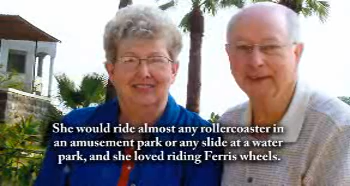 She would ride almost any rollercoaster in
an amusement park or any slide at a water
park, and she loved riding Ferris wheels.